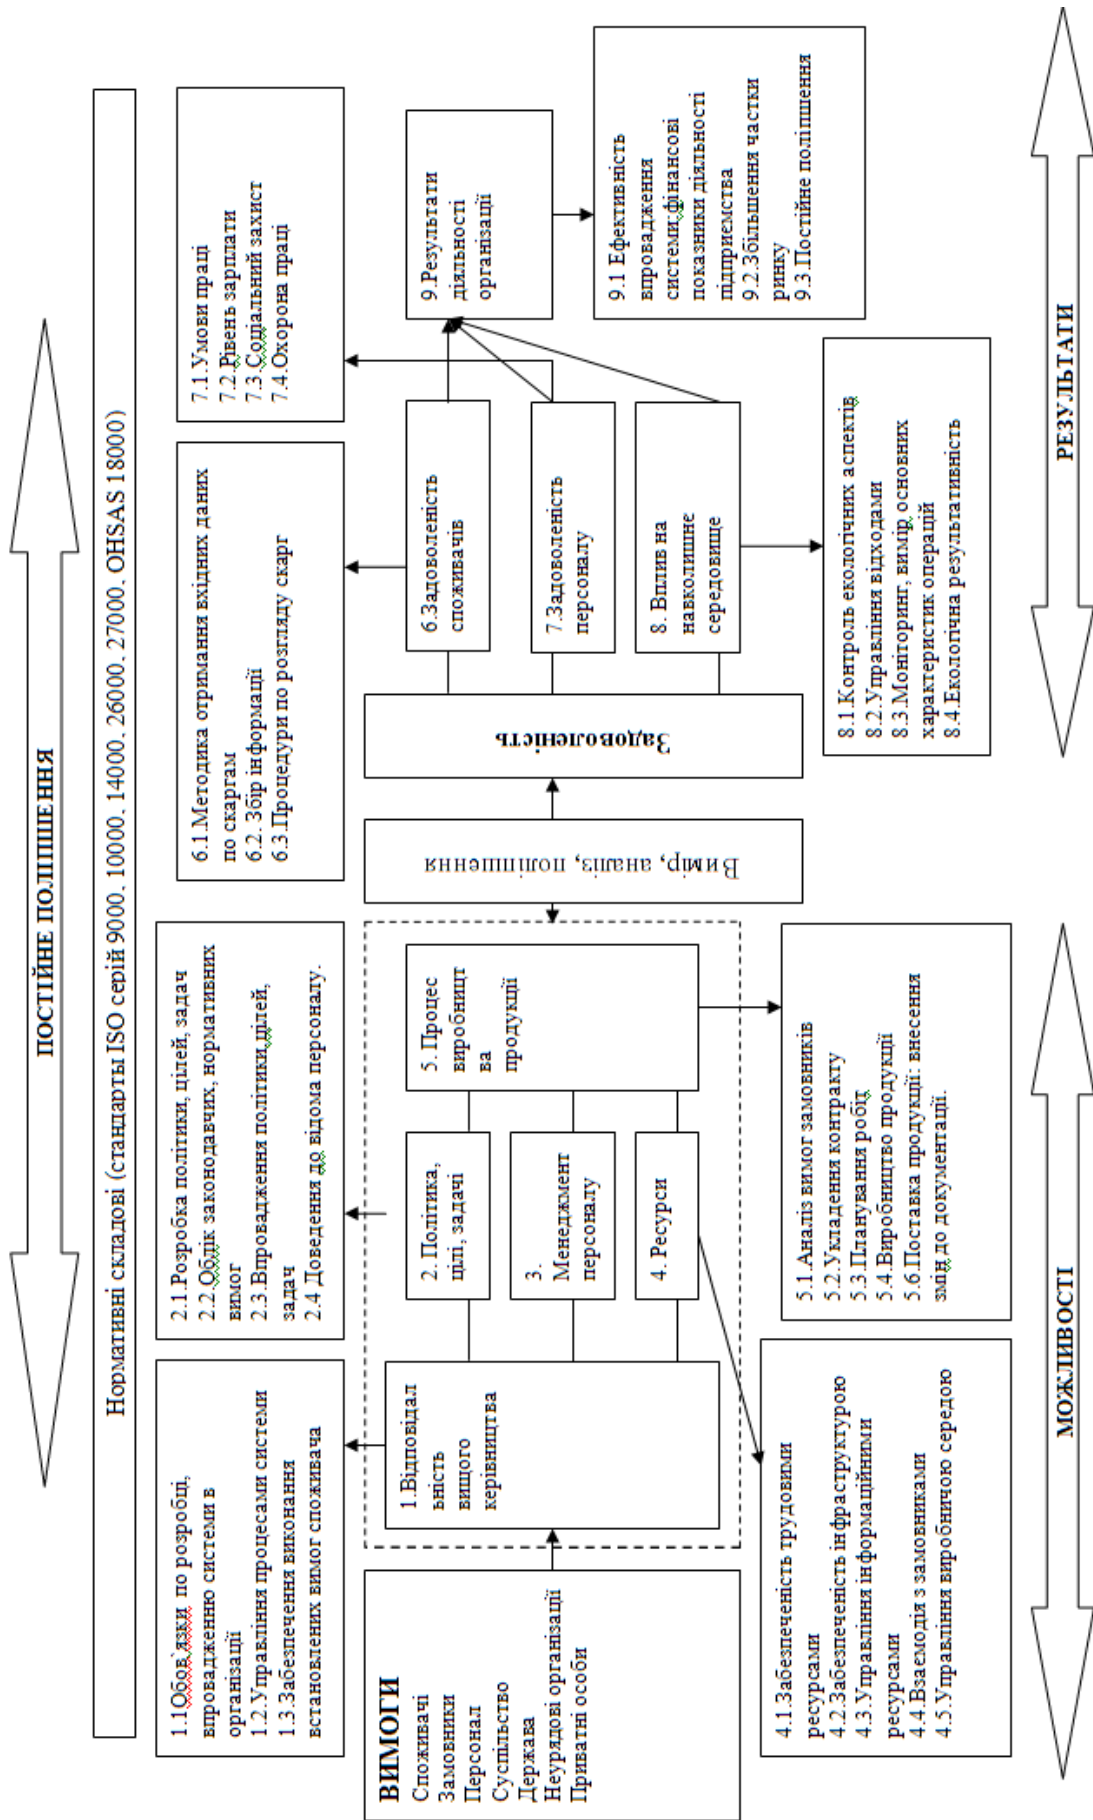 ПОСТІЙНЕ ПОЛІПШЕННЯ
Нормативні складові (стандарты ISO серій 9000, 10000, 14000, 26000, 27000, OHSAS 18000)
1.1Обов'язки по розробці,
впровадженню системи в
організації
1.2.Управління процесами системи
1.3.Забезпечення виконання
встановлених вимог споживача
2.1.Розробка політики, цілей, задач
2.2.Облік законодавчих, нормативних
вимог
2.3.Впровадження політики,цілей,
задач
2.4 Доведення до відома персоналу.
6.1.Методика отримання вхідних даних
по скаргам
6.2. Збір інформації
6.3.Процедури по розгляду скарг
7.1.Умови праці
7.2.Рівень зарплати
7.3.Соціальний захист
7.4.Охорона праці
ВИМОГИ
Споживачі
Замовники
Персонал
Суспільство
Держава
Неурядові організації
Приватні особи
1.Відповідал
ьність
вищого
керівництва
2.Політика,
цілі, задачі
3.
Менеджмент
персоналу
4. Ресурси
5. Процес
виробницт
ва
продукції
Вимір, аналіз, поліпшення
Задоволеність
6.Задоволеність
споживачів
7.Задоволеність
персоналу
8. Вплив на
навколишнє
середовище
9.Результати
діяльності
організації
4.1.Забезпеченість трудовими
ресурсами
4.2.Забезпеченість інфраструктурою
4.3.Управління інформаційними
ресурсами
4.4.Взаємодія з замовниками
4.5.Управління виробничою середою
5.1.Аналіз вимог замовників
5.2.Укладення контракту
5.3 Планування робіт
5.4.Виробництво продукції
5.6.Поставка продукції: внесення
змін до документації.
8.1.Контроль екологічних аспектів
8.2.Управління відходами
8.3.Моніторинг, вимір основних
характеристик операцій
8.4.Екологічна результативність
9.1 Ефективність
впровадження
системи,фінансові
показники діяльності
підприємства
9.2.Збільшення частки
ринку
9.3.Постійне поліпшення
МОЖЛИВОСТІ
РЕЗУЛЬТАТИ